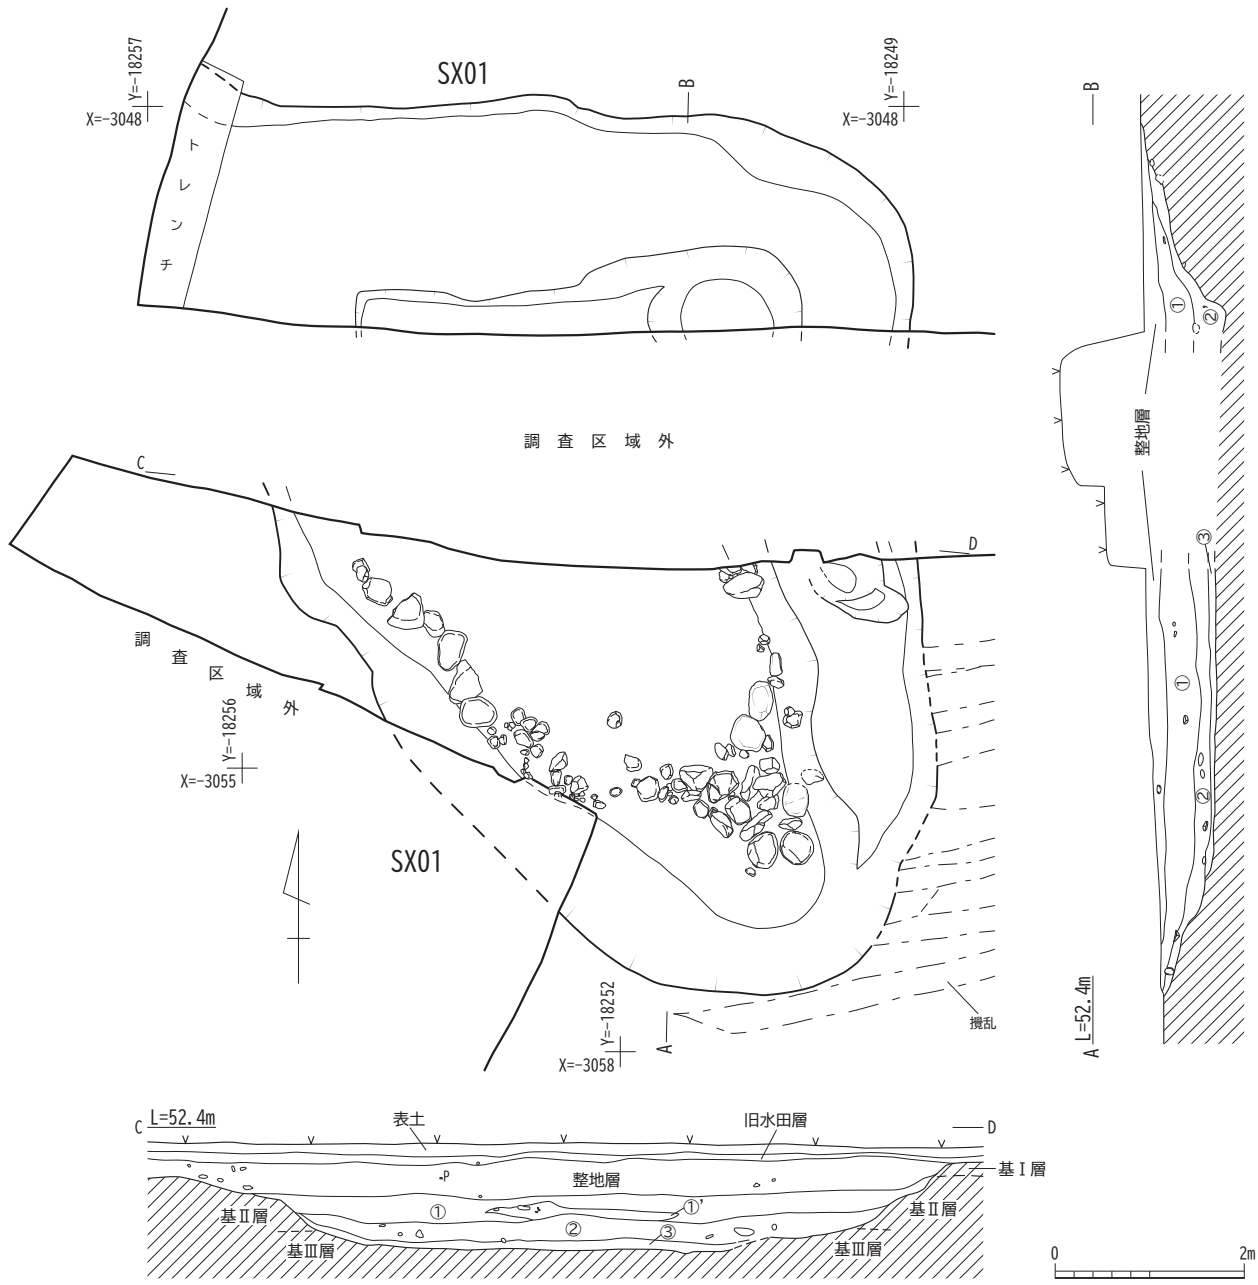 SX01
Y=-18257
X=-3048
Y=-18249
X=-3048
B
トレンチ
調査区域外
C
D
調査区域外
Y=-18256
X=-3055
SX01
Y=-18252
X=-3058
A
攪乱
B
①
②'
整地層
③
①
②
A L=52.4m
C L=52.4m
表土
旧水田層
D
P
整地層
基Ⅰ層
基Ⅱ層
①
①'
②
③
基Ⅱ層
基Ⅲ層
基Ⅲ層
0
2m